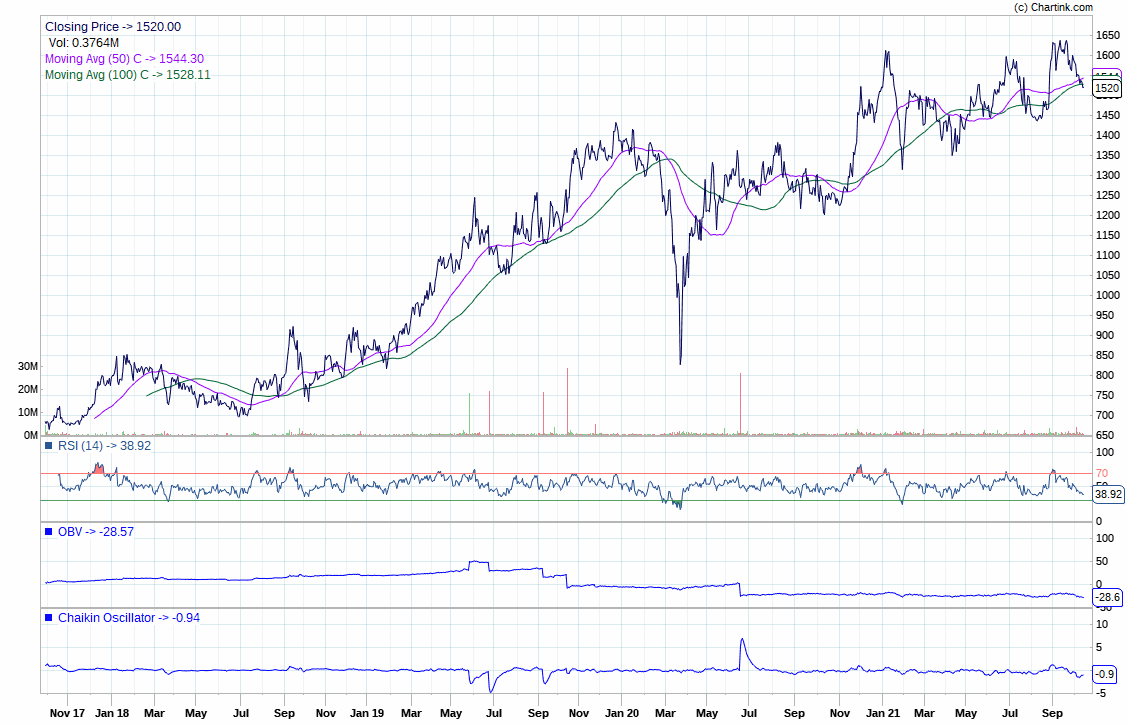 (c) Chartink.com
Closing Price -> 1520.00
Vol: 0.3764M
Moving Avg (50) C -> 1544.30
Moving Avg (100) C -> 1528.11
1650
1600
1520
1450
1400
1350
1300
1250
1200
1150
1100
1050
1000
950
900
850
800
750
700
650
30M
20M
10M
0M
RSI (14) -> 38.92
100
70
38.92
0
OBV -> -28.57
100
50
0
-28.6
Chaikin Oscillator -> -0.94
10
5
-0.9
-5
Nov 17 Jan 18 Mar May Jul Sep Nov Jan 19 Mar May Jul Sep Nov Jan 20 Mar May Jul Sep Nov Jan 21 Mar May Jul Sep